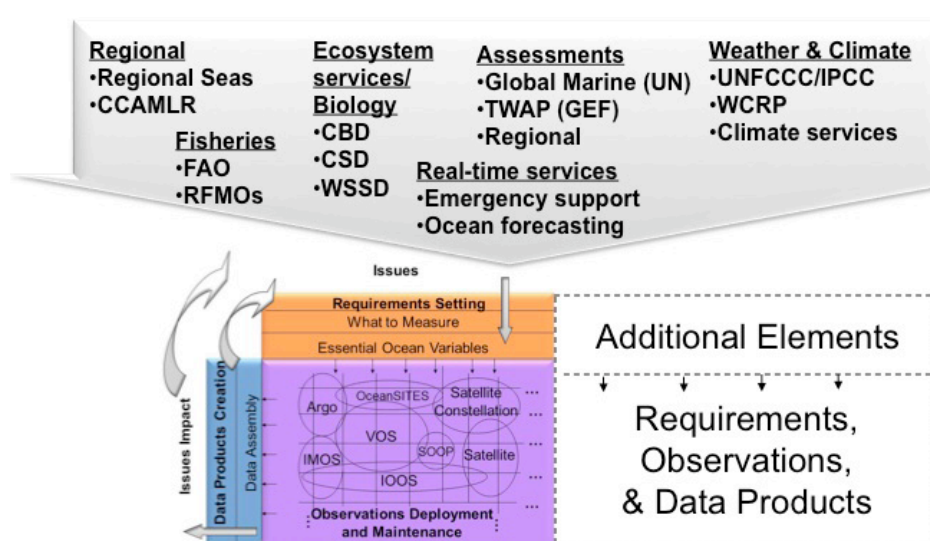 Regional
•Regional Seas
•CCAMLR
Fisheries
•FAO
•RFMOs
Ecosystem
services/
Biology
•CBD
•CSD
•WSSD
Assessments
•Global Marine (UN)
•TWAP (GEF)
•Regional
Real-time services
•Emergency support
•Ocean forecasting
Weather & Climate
•UNFCCC/IPCC
•WCRP
•Climate services
Issues
Requirements Setting
What to Measure
Essential Ocean Variables
Issues Impact
Data Products Creation
Data Assembly
Argo
OceanSITES
Satellite
Constellation
...
...
VOS
SOOP
...
IMOS
Satellite
IOOS
...
...
Observations Deployment
and Maintenance
Additional Elements
Requirements,
Observations,
& Data Products